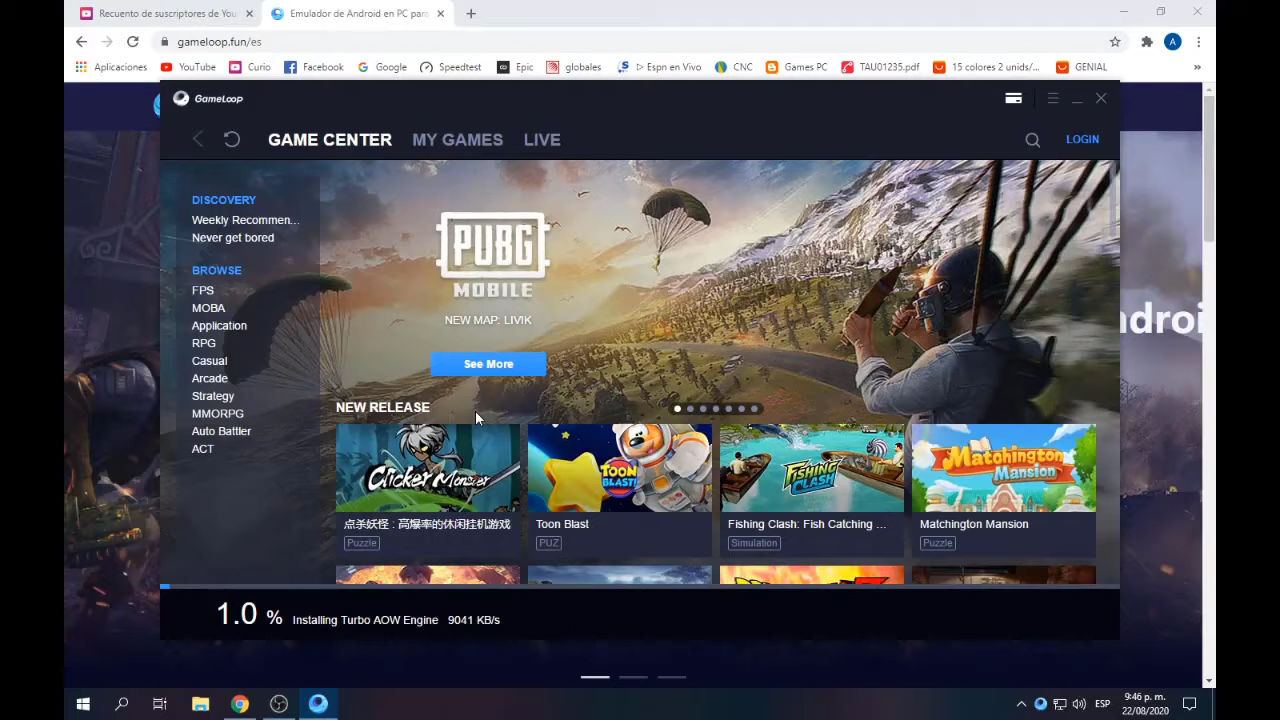 Recuento de suscriptores de You
Emulador de Android en PC para
gameloop.fun/es
A
Aplicaciones
YouTube
Curio
Facebook
Google
Speedtest
Epic
globales
▷ Espn en Vivo
CNC
Games PC
TAU01235.pdf
15 colores 2 unids/...
GENIAL
»
GameLoop
GAME CENTER
MY GAMES
LIVE
LOGIN
DISCOVERY
Weekly Recommen...
Never get bored
BROWSE
FPS
MOBA
Application
RPG
Casual
Arcade
Strategy
MMORPG
Auto Battler
ACT
PUBG
MOBILE
NEW MAP: LIVIK
See More
ndroi
NEW RELEASE
Clicker Monster
点杀妖怪：高爆率的休闲挂机游戏
Puzzle
TOON
BLAST!
Toon Blast
PUZ
FISHING
CLASH
Fishing Clash: Fish Catching ...
Simulation
Matchington
Mansion
Matchington Mansion
Puzzle
1.0 % Installing Turbo AOW Engine 9041 KB/s
ESP
9:46 p. m.
22/08/2020